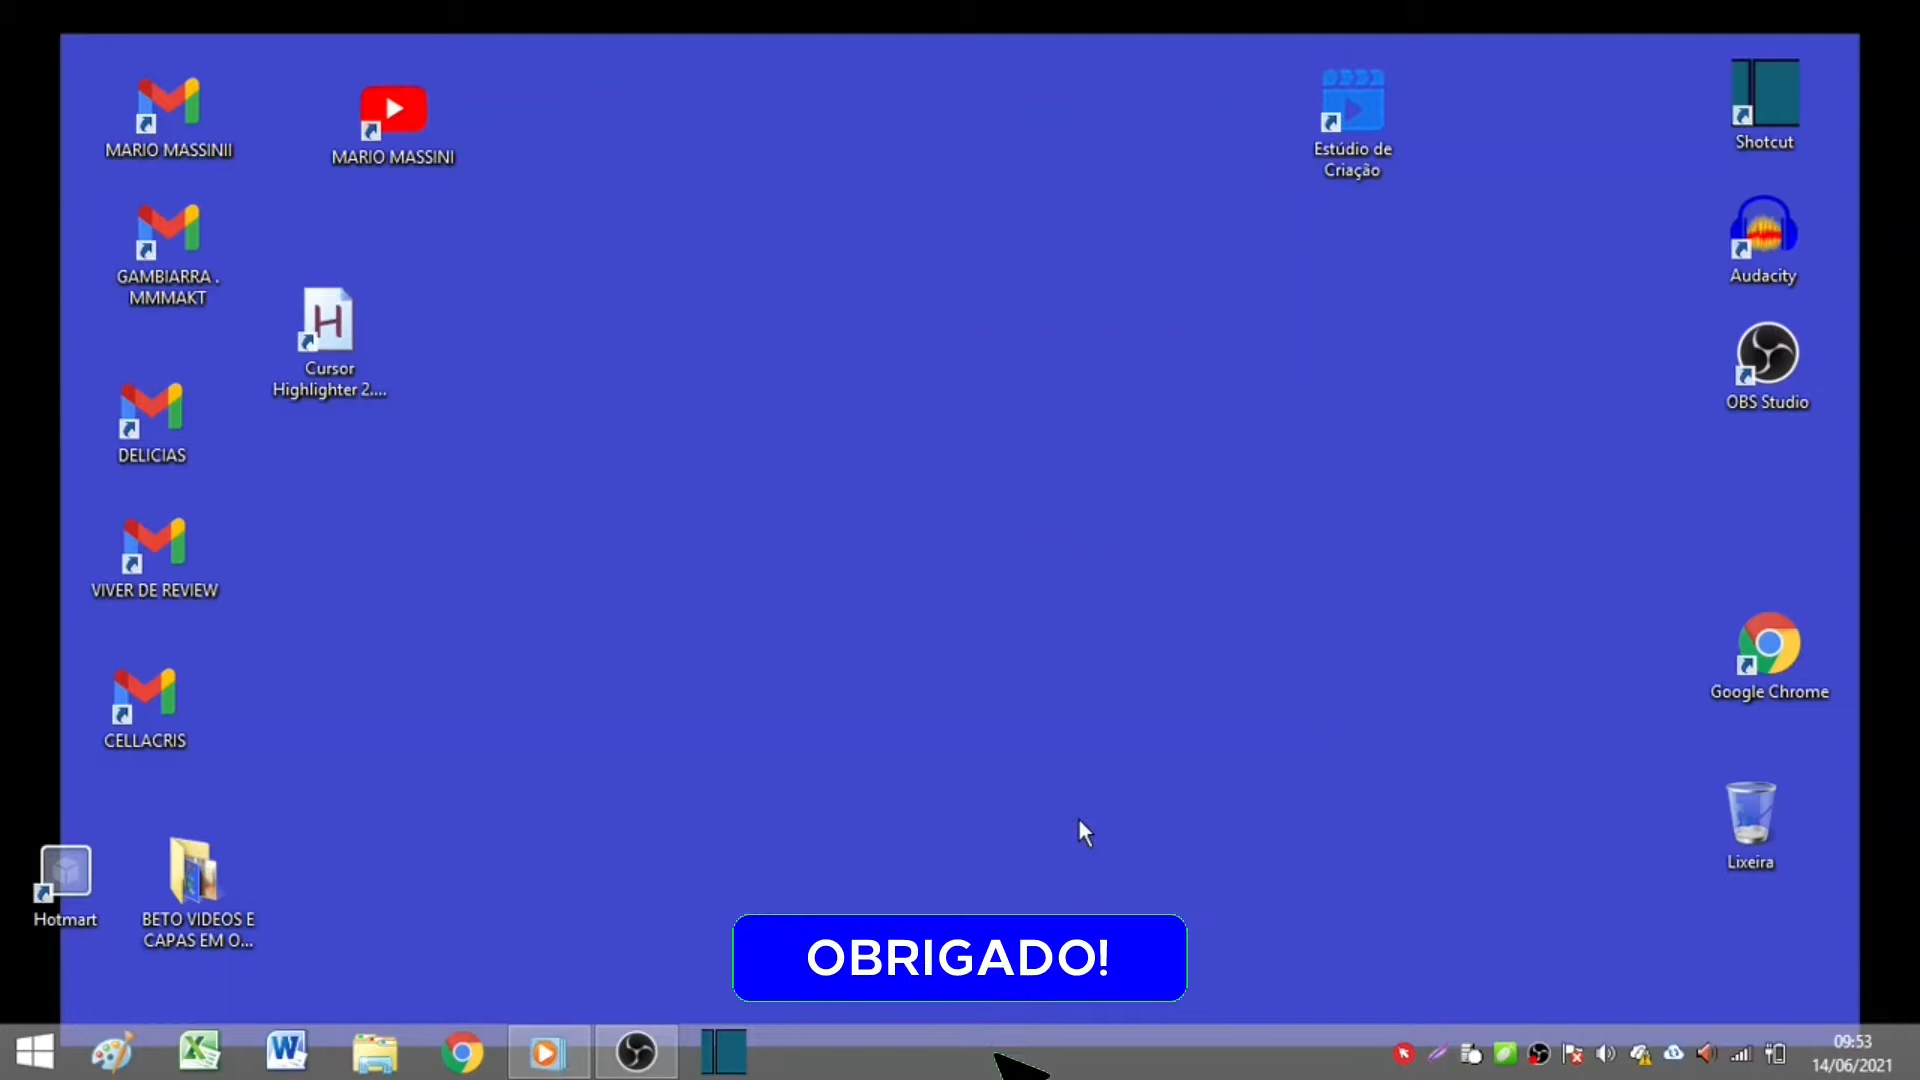 MARIO MASSINII
MARIO MASSINI
Estúdio de
Criação
Shotcut
GAMBIARRA .
MMMAKT
Audacity
Cursor
Highlighter 2....
OBS Studio
DELICIAS
VIVER DE REVIEW
Google Chrome
CELLACRIS
Lixeira
Hotmart
BETO VIDEOS E
CAPAS EM O...
OBRIGADO!
09:53
14/06/2021